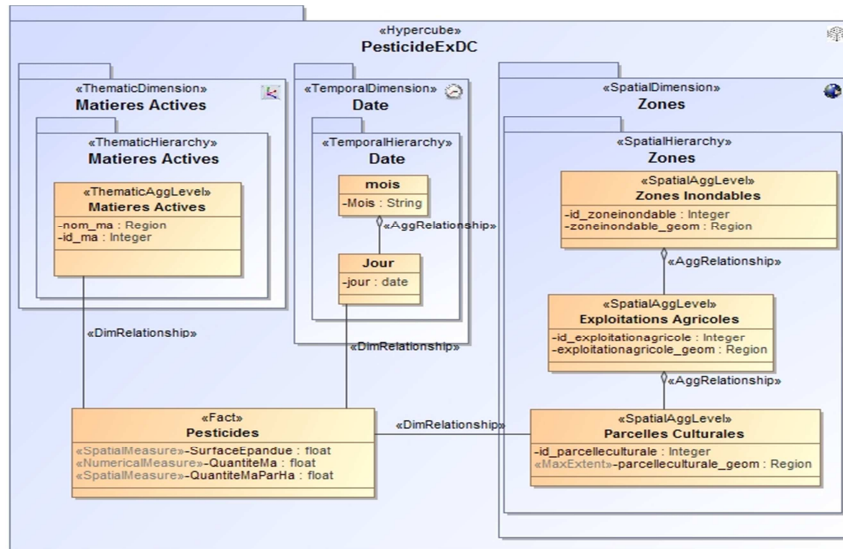 «Hypercube»
PesticideExDC
«ThematicDimension»
Matieres Actives
«ThematicHierarchy»
Matieres Actives
«ThematicAggLevel»
Matieres Actives
-nom_ma : Region
-id_ma : Integer
«TemporalDimension»
Date
«TemporalHierarchy»
Date
mois
-Mois : String
«AggRelationship»
Jour
-jour : date
«SpatialDimension»
Zones
«SpatialHierarchy»
Zones
«SpatialAggLevel»
Zones Inondables
-id_zoneinondable : Integer
-zoneinondable_geom : Region
«AggRelationship»
«SpatialAggLevel»
Exploitations Agricoles
-id_exploitationagricole : Integer
-exploitationagricole_geom : Region
«AggRelationship»
«SpatialAggLevel»
Parcelles Culturales
-id_parcelleculturale : Integer
«MaxExtent»-parcelleculturale_geom : Region
«DimRelationship»
«DimRelationship»
«DimRelationship»
«Fact»
Pesticides
«SpatialMeasure»-SurfaceEpandue : float
«NumericalMeasure»-QuantiteMa : float
«SpatialMeasure»-QuantiteMaParHa : float